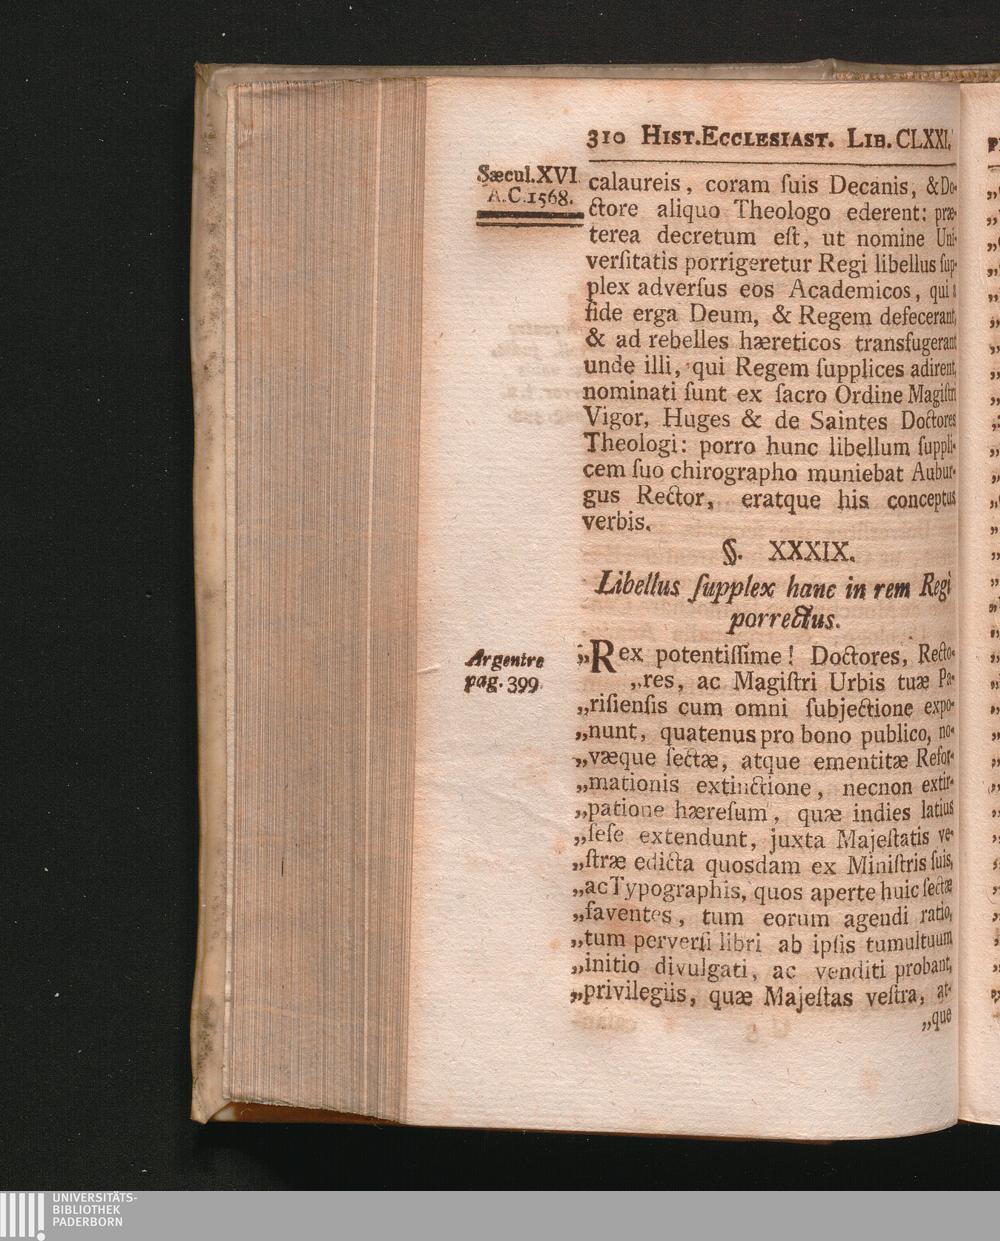 310 HIST.ECCLESIAST. LIB.CLXXI.
Sæcul.XVI.
A.C.1568.
calaureis, coram ſuis Decanis, & Do-
ctore aliquo Theologo ederent: præ-
terea decretum eſt, ut nomine Uni-
verſitatis porrigeretur Regi libellus ſup-
plex adverſus eos Academicos, qui a
fide erga Deum, & Regem defecerant,
& ad rebelles hæreticos transfugerant
unde illi, qui Regem ſupplices adirent,
nominati ſunt ex ſacro Ordine Magiſtri
Vigor, Huges & de Saintes Doctores
Theologi: porro hunc libellum ſuppli-
cem ſuo chirographo muniebat Aubur-
gus Rector, eratque his conceptus
verbis.
§. XXXIX.
Libellus ſupplex hanc in rem Regi
porrectus.
Argentre
pag. 399.
„Rex potentiſſime! Doctores, Recto-
„res, ac Magiſtri Urbis tuæ Pa-
„riſienſis cum omni ſubjectione expo-
„nunt, quatenus pro bono publico, no-
„væque ſectæ, atque ementitæ Refor-
„mationis extinctione, necnon extir-
„patione hæreſum, quæ indies latius
„ſeſe extendunt, juxta Majeſtatis ve-
„ſtræ edicta quosdam ex Miniſtris ſuis,
„ac Typographis, quos aperte huic ſectæ
„faventes, tum eorum agendi ratio,
„tum perverſi libri ab ipſis tumultuum
„initio divulgati, ac venditi probant,
„privilegiis, quæ Majeſtas veſtra, at-
„que
UNIVERSITÄTS-
BIBLIOTHEK
PADERBORN